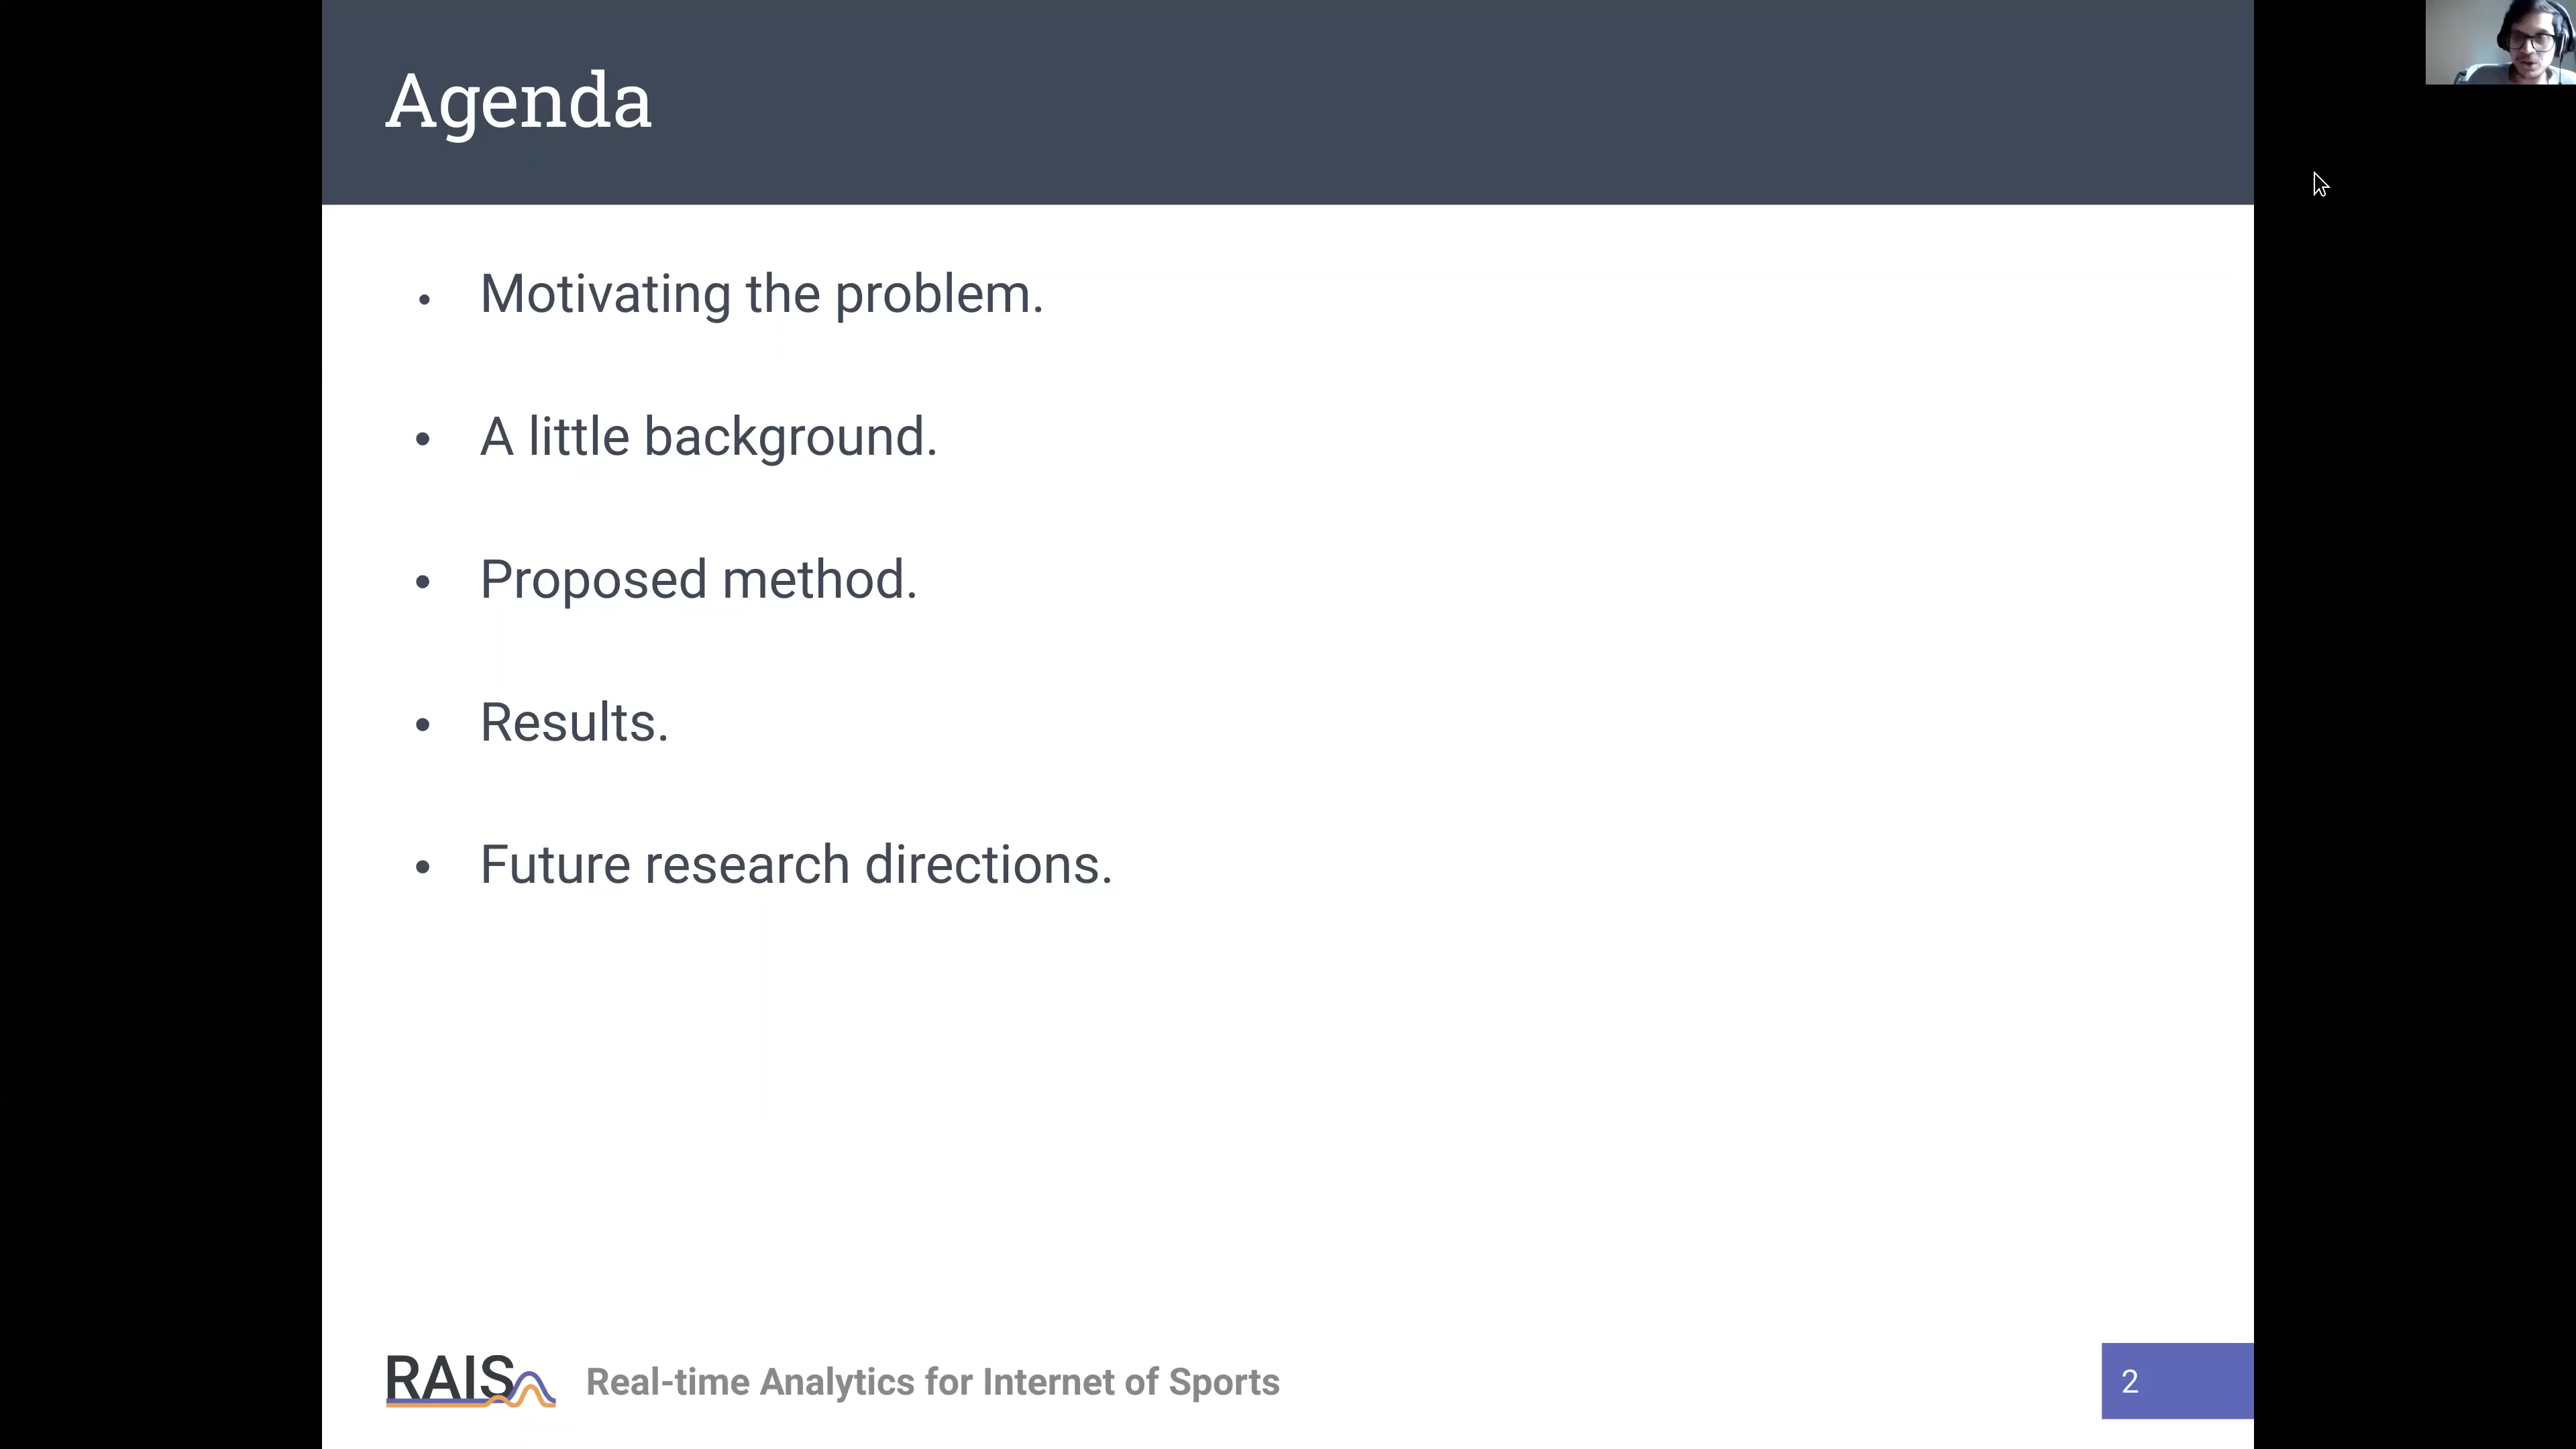 Agenda
• Motivating the problem.
• A little background.
• Proposed method.
• Results.
• Future research directions.
RAIS Real-time Analytics for Internet of Sports
2